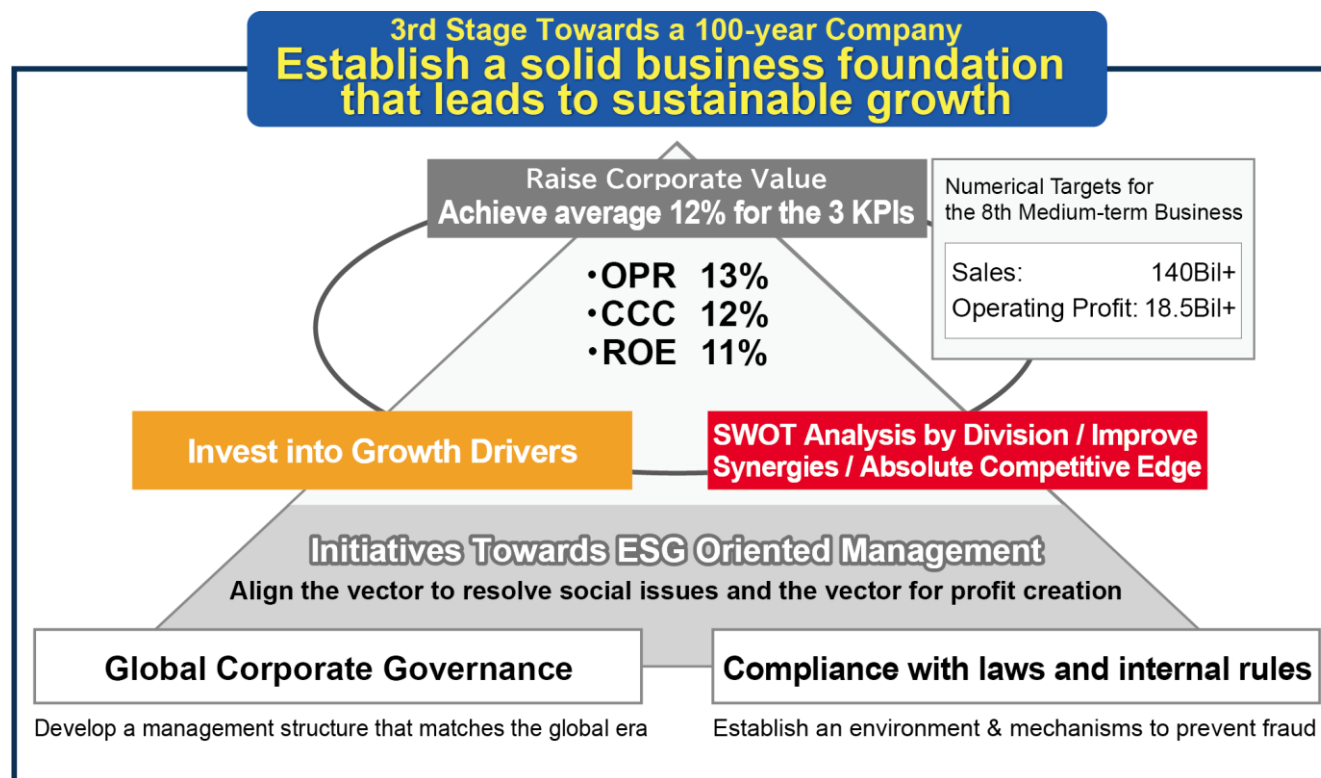 3rd Stage Towards a 100-year Company
Establish a solid business foundation
that leads to sustainable growth
Raise Corporate Value
Achieve average 12% for the 3 KPIs
Numerical Targets for
the 8th Medium-term Business
Sales: 140Bil+
Operating Profit: 18.5Bil+
・OPR 13%
・CCC 12%
・ROE 11%
Invest into Growth Drivers
SWOT Analysis by Division / Improve
Synergies / Absolute Competitive Edge
Initiatives Towards ESG Oriented Management
Align the vector to resolve social issues and the vector for profit creation
Global Corporate Governance
Develop a management structure that matches the global era
Compliance with laws and internal rules
Establish an environment & mechanisms to prevent fraud